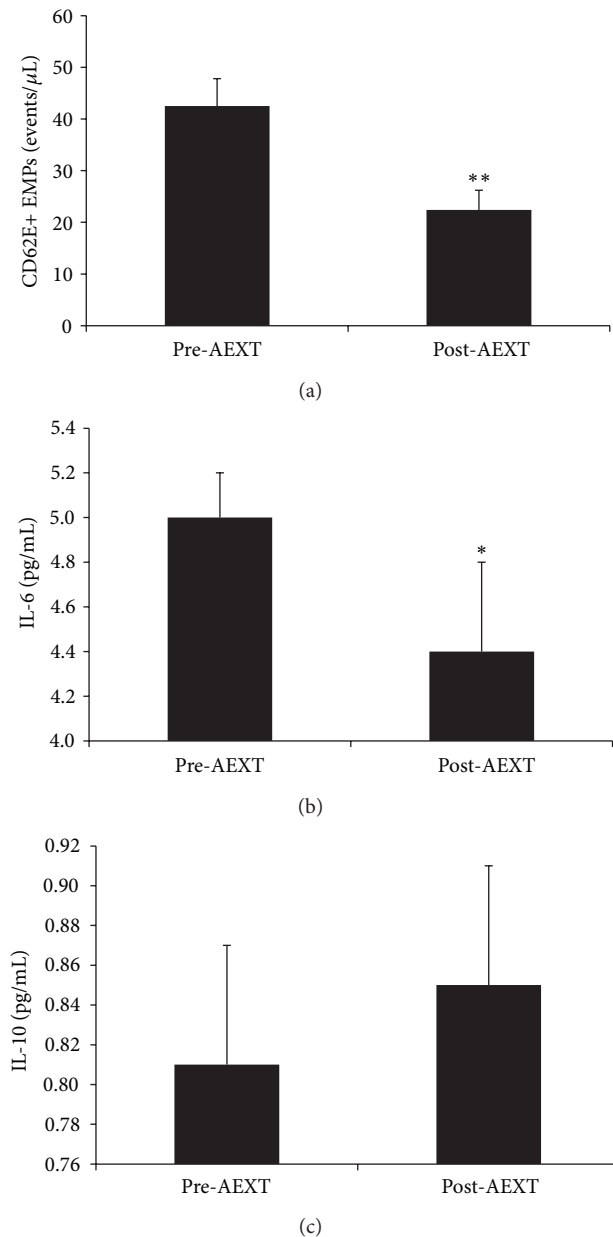 60
50
40
30
20
10
0
CD62E+ EMPs (events/μL)
**
Pre-AEXT Post-AEXT
(a)
5.4
5.2
5.0
4.8
4.6
4.4
4.2
4.0
IL-6 (pg/mL)
*
Pre-AEXT Post-AEXT
(b)
0.92
0.90
0.88
0.86
0.84
0.82
0.80
0.78
0.76
IL-10 (pg/mL)
Pre-AEXT Post-AEXT
(c)